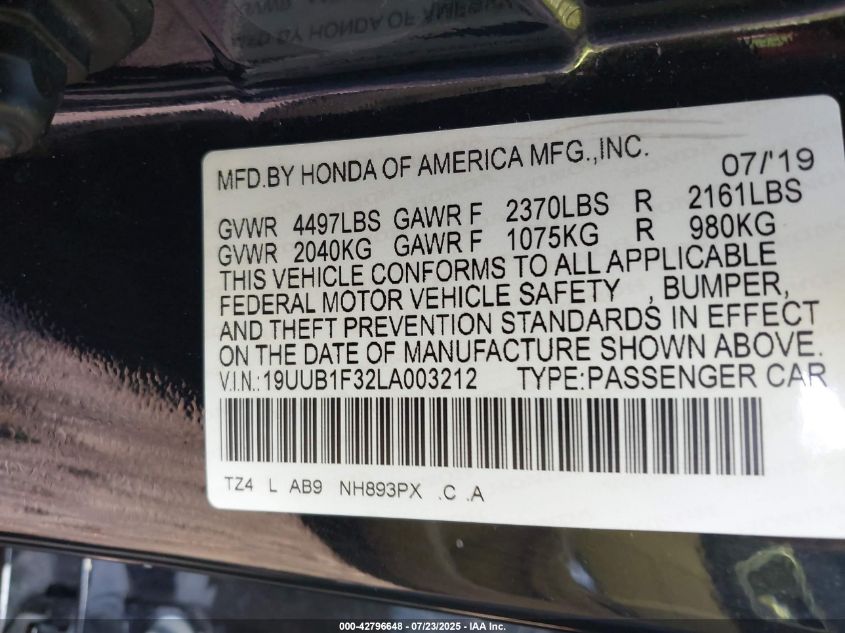 MFD.BY HONDA OF AMERICA MFG.,INC. 07/'19
GVWR 4497LBS GAWR F 2370LBS R 2161LBS
GVWR 2040KG GAWR F 1075KG R 980KG
THIS VEHICLE CONFORMS TO ALL APPLICABLE
FEDERAL MOTOR VEHICLE SAFETY , BUMPER,
AND THEFT PREVENTION STANDARDS IN EFFECT
ON THE DATE OF MANUFACTURE SHOWN ABOVE.
V.I.N.:19UUB1F32LA003212 TYPE:PASSENGER CAR
TZ4 L AB9 NH893PX .C .A
000-42796648 - 07/23/2025 - IAA Inc.